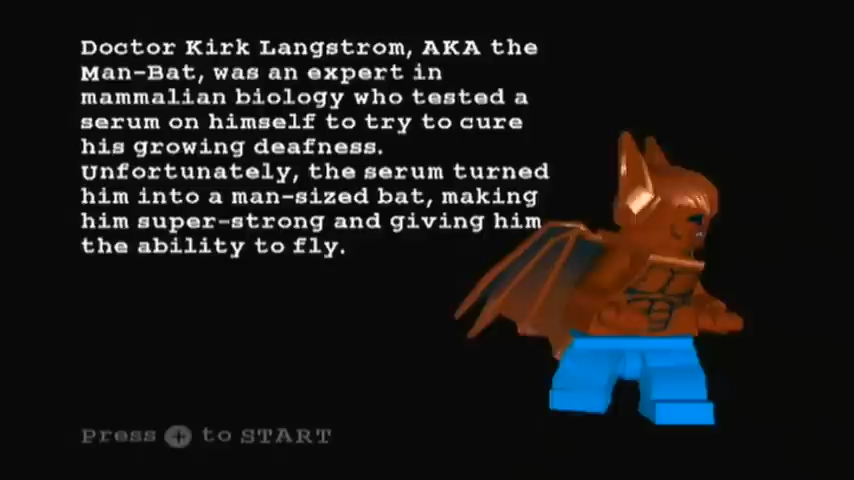 Doctor Kirk Langstrom, AKA the
Man-Bat, was an expert in
mammalian biology who tested a
serum on himself to try to cure
his growing deafness.
Unfortunately, the serum turned
him into a man-sized bat, making
him super-strong and giving him
the ability to fly.
Press + to START